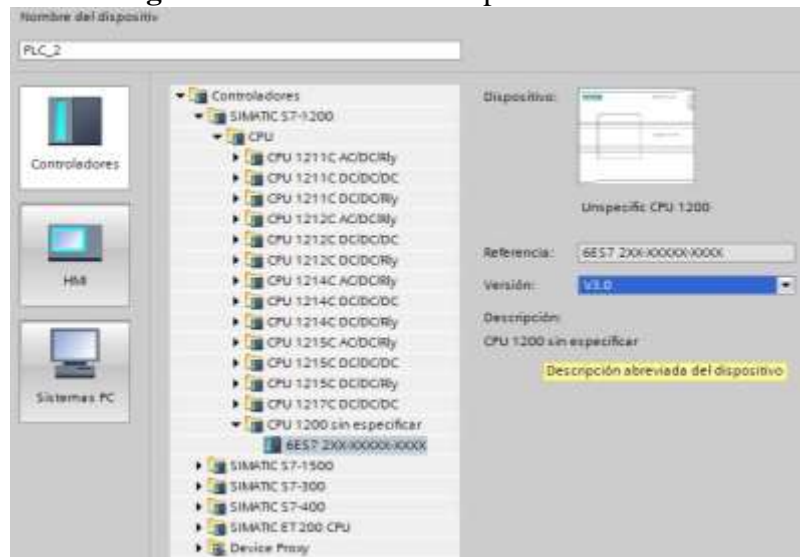 Nombre del dispositiv
PLC_2
Controladores
HMI
Sistemas PC
Controladores
SIMATIC S7-1200
CPU
CPU 1211C AC/DC/Rly
CPU 1211C DC/DC/DC
CPU 1211C DC/DC/Rly
CPU 1212C AC/DC/Rly
CPU 1212C DC/DC/DC
CPU 1212C DC/DC/Rly
CPU 1214C AC/DC/Rly
CPU 1214C DC/DC/DC
CPU 1214C DC/DC/Rly
CPU 1215C AC/DC/Rly
CPU 1215C DC/DC/DC
CPU 1215C DC/DC/Rly
CPU 1217C DC/DC/DC
CPU 1200 sin especificar
6ES7 2XX-XXXXX-XXXX
SIMATIC S7-1500
SIMATIC S7-300
SIMATIC S7-400
SIMATIC ET 200 CPU
Device Proxy
Dispositivo:
Unspecific CPU 1200
Referencia: 6ES7 2XX-XXXXX-XXXX
Versión: V3.0
Descripción:
CPU 1200 sin especificar
Descripción abreviada del dispositivo